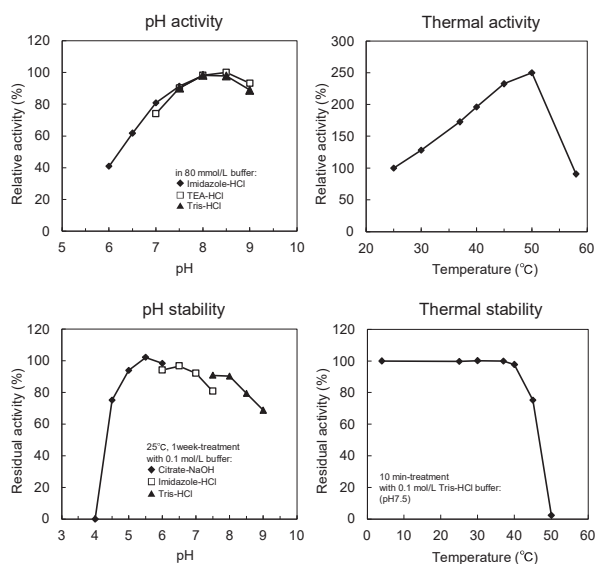 pH activity
Relative activity (%)
120
100
80
60
40
20
0
in 80 mmol/L buffer:
Imidazole-HCl
TEA-HCl
Tris-HCl
5 6 7 8 9 10
pH
Thermal activity
Relative activity (%)
300
250
200
150
100
50
0
20 30 40 50 60
Temperature (℃)
pH stability
Residual activity (%)
120
100
80
60
40
20
0
25℃, 1week-treatment
with 0.1 mol/L buffer:
Citrate-NaOH
Imidazole-HCl
Tris-HCl
3 4 5 6 7 8 9 10
pH
Thermal stability
Residual activity (%)
120
100
80
60
40
20
0
10 min-treatment
with 0.1 mol/L Tris-HCl buffer:
(pH7.5)
0 10 20 30 40 50 60
Temperature (℃)